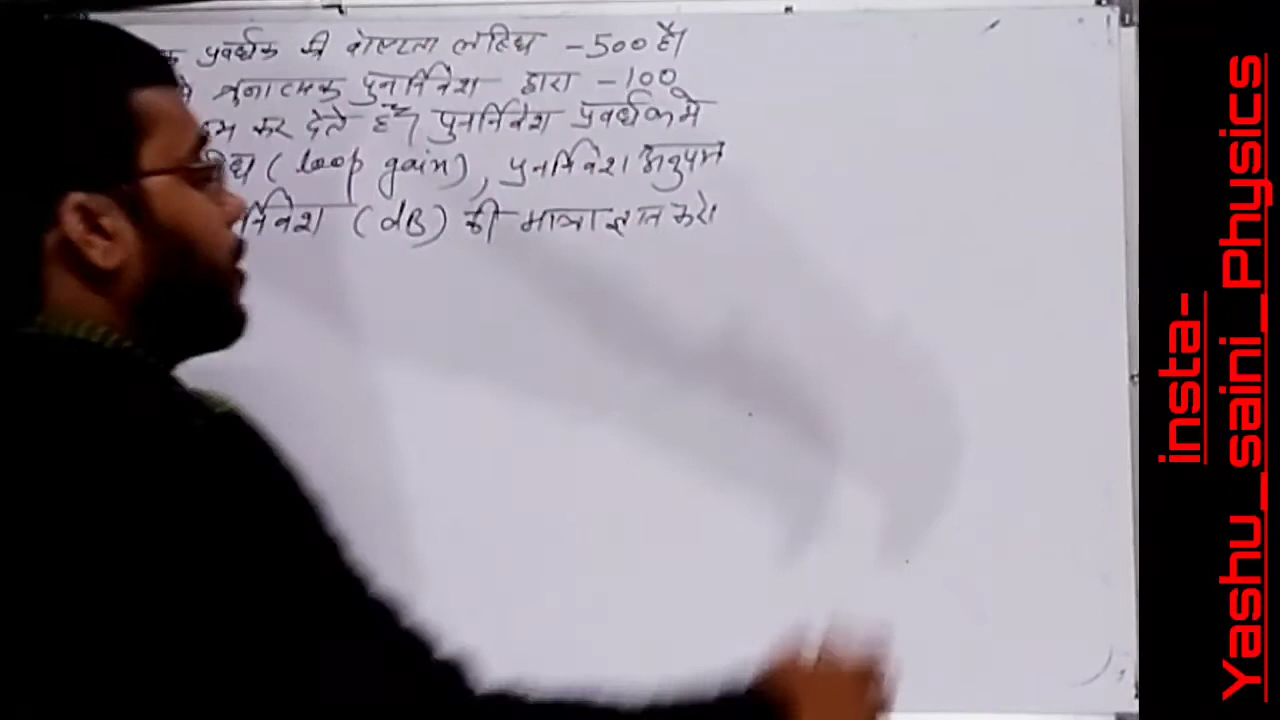 प्रवर्धक की वोल्टता लब्धि -500 है।
ऋणात्मक पुनर्निवेश द्वारा -100
कर देते हैं। पुनर्निवेश प्रवर्धक मे
(loop gain), पुनर्निवेश अनुपात
(dB) की मात्रा ज्ञात करो।
insta-
Yashu_saini_Physics